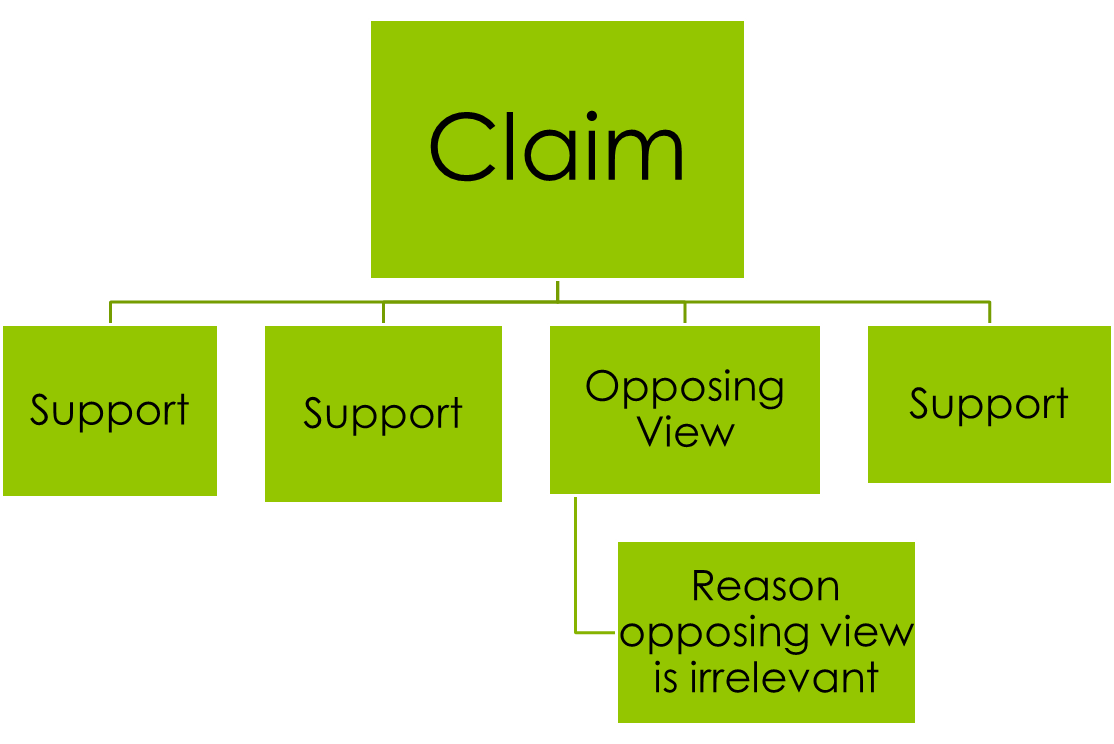 Claim
Support
Support
Opposing
View
Support
Reason
opposing view
is irrelevant